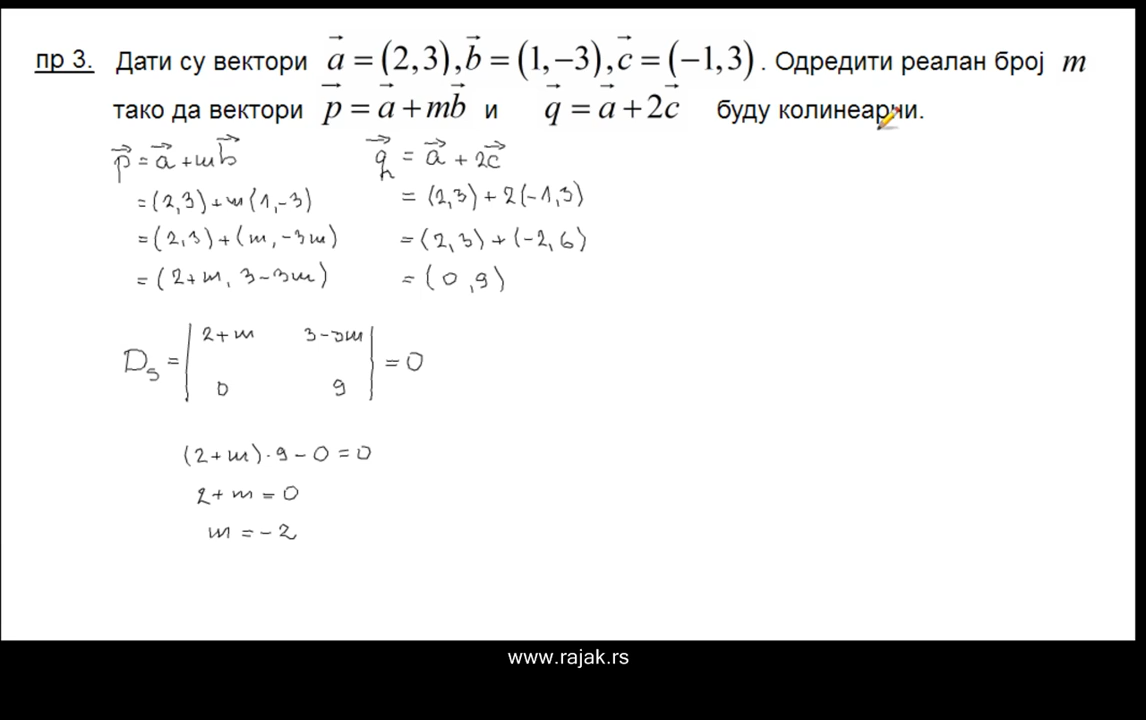 пр 3. Дати су вектори a⃗ = (2,3), b⃗ = (1,−3), c⃗ = (−1,3). Одредити реалан број m
тако да вектори p⃗ = a⃗ + mb⃗ и q⃗ = a⃗ + 2c⃗ буду колинеарни.
p⃗ = a⃗ + mb⃗
= (2,3) + m(1,−3)
= (2,3) + (m,−3m)
= (2+m, 3−3m)
q⃗ = a⃗ + 2c⃗
= (2,3) + 2(−1,3)
= (2,3) + (−2,6)
= (0,9)
D_s = | 2+m 3−3m |
| 0 9 | = 0
(2+m)·9−0=0
2+m=0
m=−2
www.rajak.rs